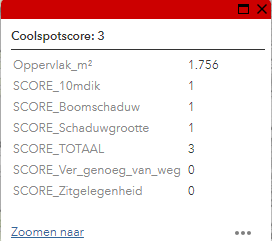 Coolspotscore: 3
Oppervlak_m² 1.756
SCORE_10mdik 1
SCORE_Boomschaduw 1
SCORE_Schaduwgrootte 1
SCORE_TOTAAL 3
SCORE_Ver_genoeg_van_weg 0
SCORE_Zitgelegenheid 0
Zoomen naar